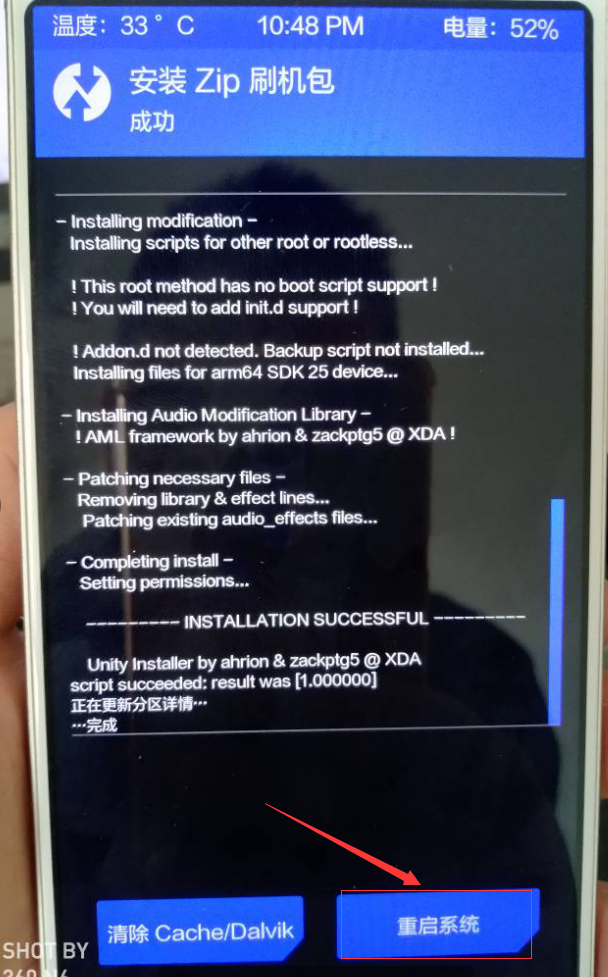 温度：33 ° C 10:48 PM 电量：52%
安装 Zip 刷机包
成功
– Installing modification –
Installing scripts for other root or rootless...
! This root method has no boot script support !
! You will need to add init.d support !
! Addon.d not detected. Backup script not installed...
Installing files for arm64 SDK 25 device...
– Installing Audio Modification Library –
! AML framework by ahrion & zackptg5 @ XDA !
– Patching necessary files –
Removing library & effect lines...
Patching existing audio_effects files...
– Completing install –
Setting permissions...
––––––––– INSTALLATION SUCCESSFUL –––––––––
Unity Installer by ahrion & zackptg5 @ XDA
script succeeded: result was [1.000000]
正在更新分区详情...
...完成
清除 Cache/Dalvik 重启系统
SHOT BY
360 N6